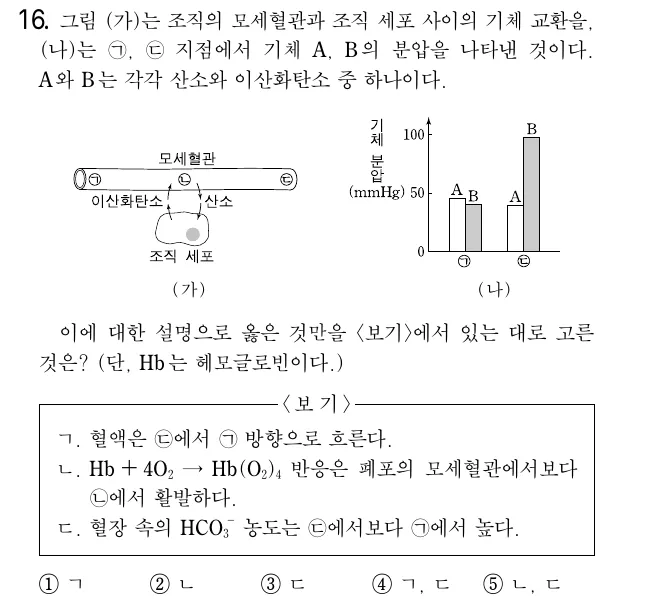 16. 그림 (가)는 조직의 모세혈관과 조직 세포 사이의 기체 교환을,
(나)는 ㉠, ㉢ 지점에서 기체 A, B의 분압을 나타낸 것이다.
A와 B는 각각 산소와 이산화탄소 중 하나이다.
모세혈관
㉠ ㉡ ㉢
이산화탄소 산소
조직 세포
(가)
기체 분압
(mmHg)
100
50
0
A B A B
㉠ ㉢
(나)
이에 대한 설명으로 옳은 것만을 〈보기〉에서 있는 대로 고른
것은? (단, Hb는 헤모글로빈이다.)
〈보 기〉
ㄱ. 혈액은 ㉢에서 ㉠ 방향으로 흐른다.
ㄴ. Hb + 4O₂ → Hb(O₂)₄ 반응은 폐포의 모세혈관에서보다
㉡에서 활발하다.
ㄷ. 혈장 속의 HCO₃⁻ 농도는 ㉢에서보다 ㉠에서 높다.
① ㄱ ② ㄴ ③ ㄷ ④ ㄱ, ㄷ ⑤ ㄴ, ㄷ